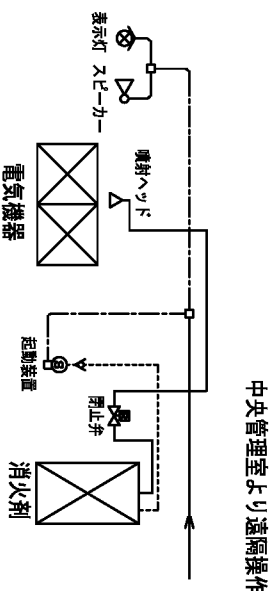 中央管理室より遠隔操作
表示灯
スピーカー
噴射ヘッド
電気機器
起動装置
閉止弁
消火剤